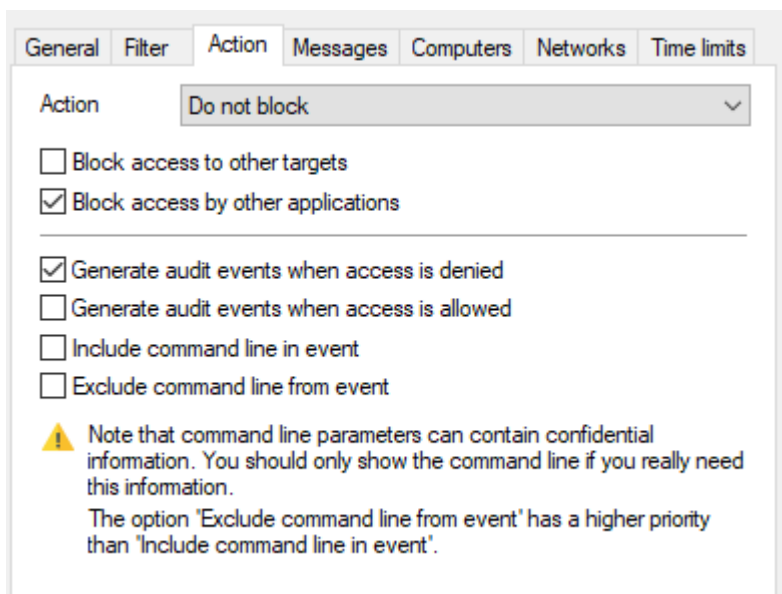 General Filter Action Messages Computers Networks Time limits
Action Do not block
Block access to other targets
Block access by other applications
Generate audit events when access is denied
Generate audit events when access is allowed
Include command line in event
Exclude command line from event
Note that command line parameters can contain confidential
information. You should only show the command line if you really need
this information.
The option 'Exclude command line from event' has a higher priority
than 'Include command line in event'.